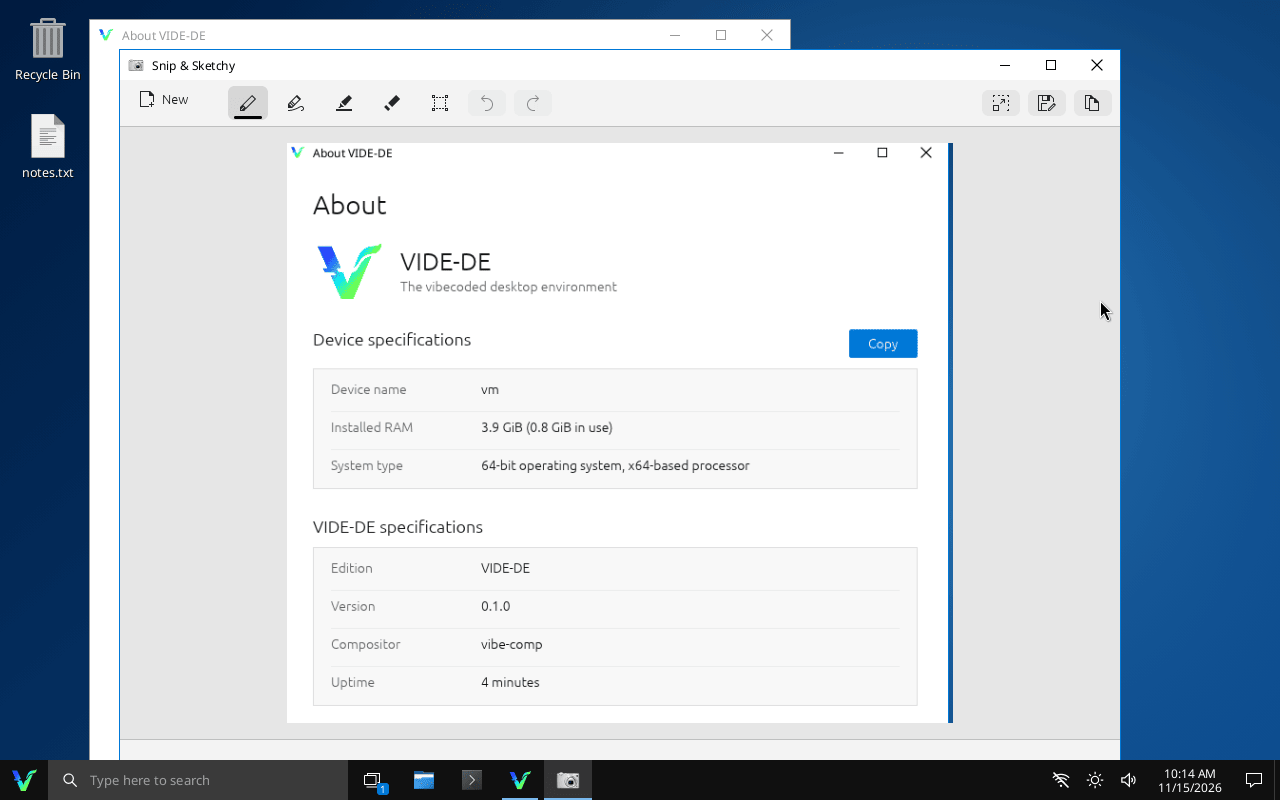 About VIDE-DE
Recycle Bin
Snip & Sketchy
New
About VIDE-DE
About
VIDE-DE
The vibecoded desktop environment
Device specifications
Copy
Device name vm
Installed RAM 3.9 GiB (0.8 GiB in use)
System type 64-bit operating system, x64-based processor
VIDE-DE specifications
Edition VIDE-DE
Version 0.1.0
Compositor vibe-comp
Uptime 4 minutes
notes.txt
Type here to search
1
10:14 AM
11/15/2026